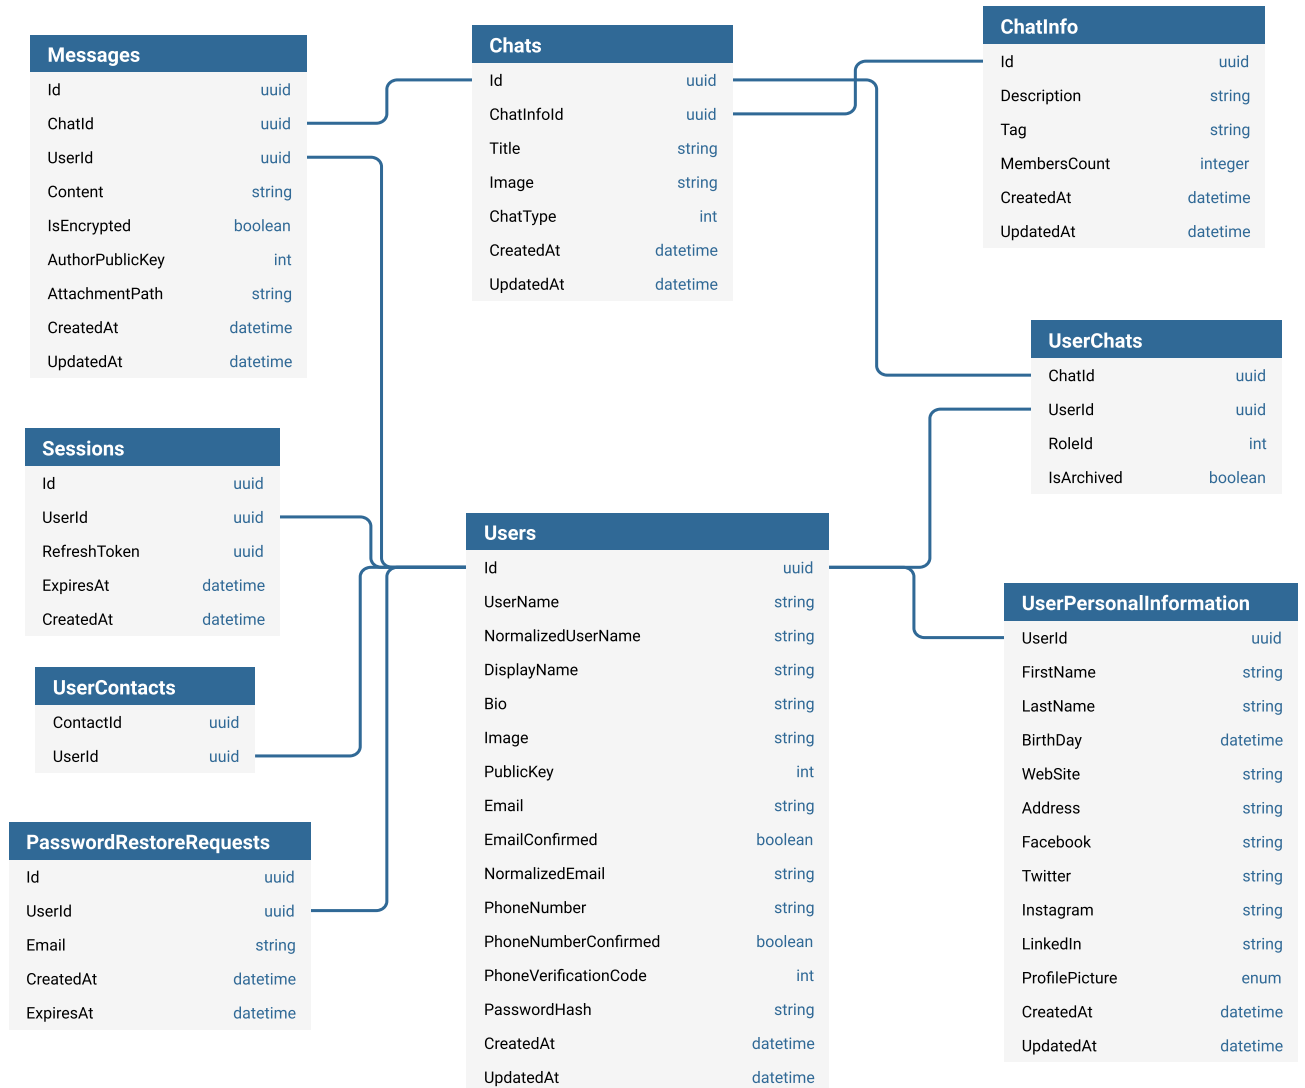 Messages
Id uuid
ChatId uuid
UserId uuid
Content string
IsEncrypted boolean
AuthorPublicKey int
AttachmentPath string
CreatedAt datetime
UpdatedAt datetime
Chats
Id uuid
ChatInfoId uuid
Title string
Image string
ChatType int
CreatedAt datetime
UpdatedAt datetime
ChatInfo
Id uuid
Description string
Tag string
MembersCount integer
CreatedAt datetime
UpdatedAt datetime
UserChats
ChatId uuid
UserId uuid
RoleId int
IsArchived boolean
Sessions
Id uuid
UserId uuid
RefreshToken uuid
ExpiresAt datetime
CreatedAt datetime
UserContacts
ContactId uuid
UserId uuid
PasswordRestoreRequests
Id uuid
UserId uuid
Email string
CreatedAt datetime
ExpiresAt datetime
Users
Id uuid
UserName string
NormalizedUserName string
DisplayName string
Bio string
Image string
PublicKey int
Email string
EmailConfirmed boolean
NormalizedEmail string
PhoneNumber string
PhoneNumberConfirmed boolean
PhoneVerificationCode int
PasswordHash string
CreatedAt datetime
UpdatedAt datetime
UserPersonalInformation
UserId uuid
FirstName string
LastName string
BirthDay datetime
WebSite string
Address string
Facebook string
Twitter string
Instagram string
LinkedIn string
ProfilePicture enum
CreatedAt datetime
UpdatedAt datetime